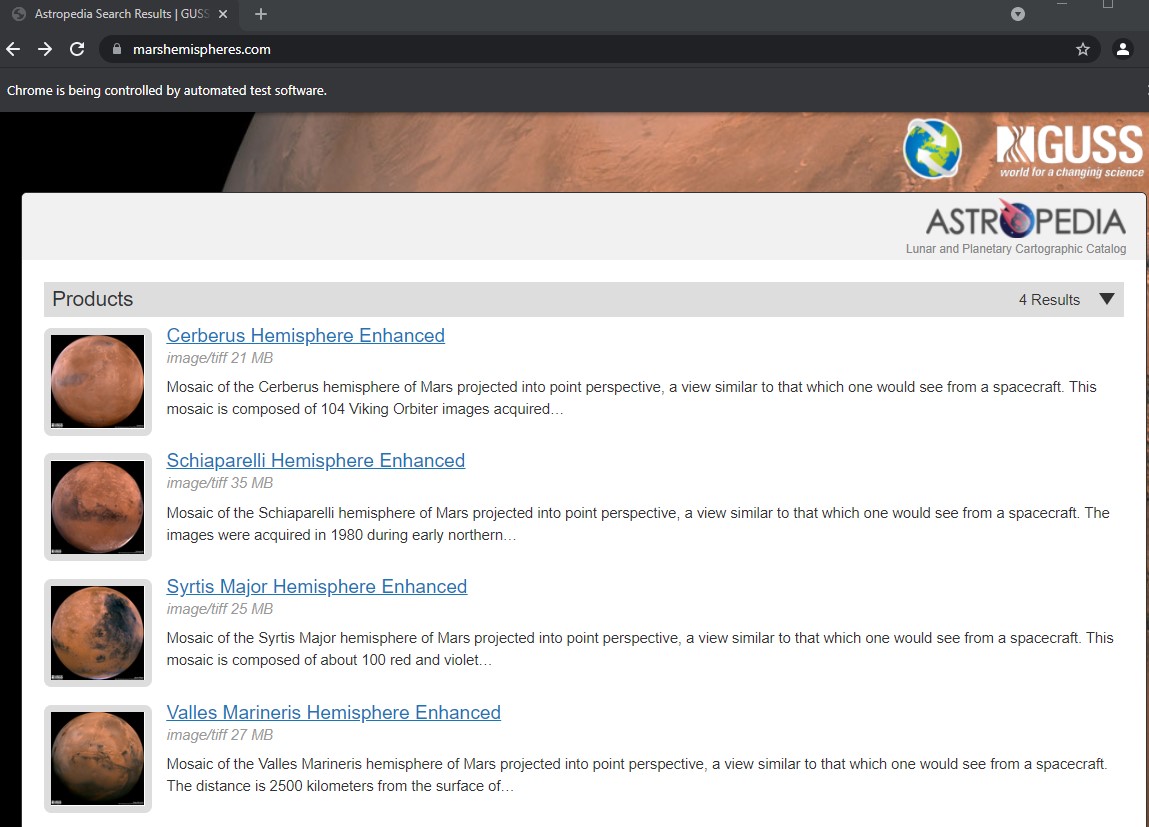 Astropedia Search Results | GUSS
marshemispheres.com
Chrome is being controlled by automated test software.
GUSS
world for a changing science
ASTROPEDIA
Lunar and Planetary Cartographic Catalog
Products
4 Results
Cerberus Hemisphere Enhanced
image/tiff 21 MB
Mosaic of the Cerberus hemisphere of Mars projected into point perspective, a view similar to that which one would see from a spacecraft. This
mosaic is composed of 104 Viking Orbiter images acquired…
Schiaparelli Hemisphere Enhanced
image/tiff 35 MB
Mosaic of the Schiaparelli hemisphere of Mars projected into point perspective, a view similar to that which one would see from a spacecraft. The
images were acquired in 1980 during early northern…
Syrtis Major Hemisphere Enhanced
image/tiff 25 MB
Mosaic of the Syrtis Major hemisphere of Mars projected into point perspective, a view similar to that which one would see from a spacecraft. This
mosaic is composed of about 100 red and violet…
Valles Marineris Hemisphere Enhanced
image/tiff 27 MB
Mosaic of the Valles Marineris hemisphere of Mars projected into point perspective, a view similar to that which one would see from a spacecraft.
The distance is 2500 kilometers from the surface of…